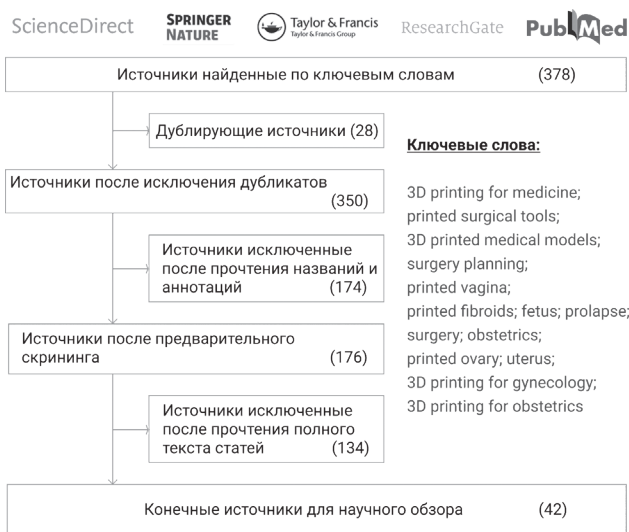 ScienceDirect
SPRINGER
NATURE
Taylor & Francis
Taylor & Francis Group
ResearchGate
PubMed
Источники найденные по ключевым словам (378)
Дублирующие источники (28)
Источники после исключения дубликатов
(350)
Источники исключенные
после прочтения названий и
аннотаций (174)
Источники после предварительного
скрининга (176)
Источники исключенные
после прочтения полного
текста статей (134)
Конечные источники для научного обзора (42)
Ключевые слова:
3D printing for medicine;
printed surgical tools;
3D printed medical models;
surgery planning;
printed vagina;
printed fibroids; fetus; prolapse;
surgery; obstetrics;
printed ovary; uterus;
3D printing for gynecology;
3D printing for obstetrics